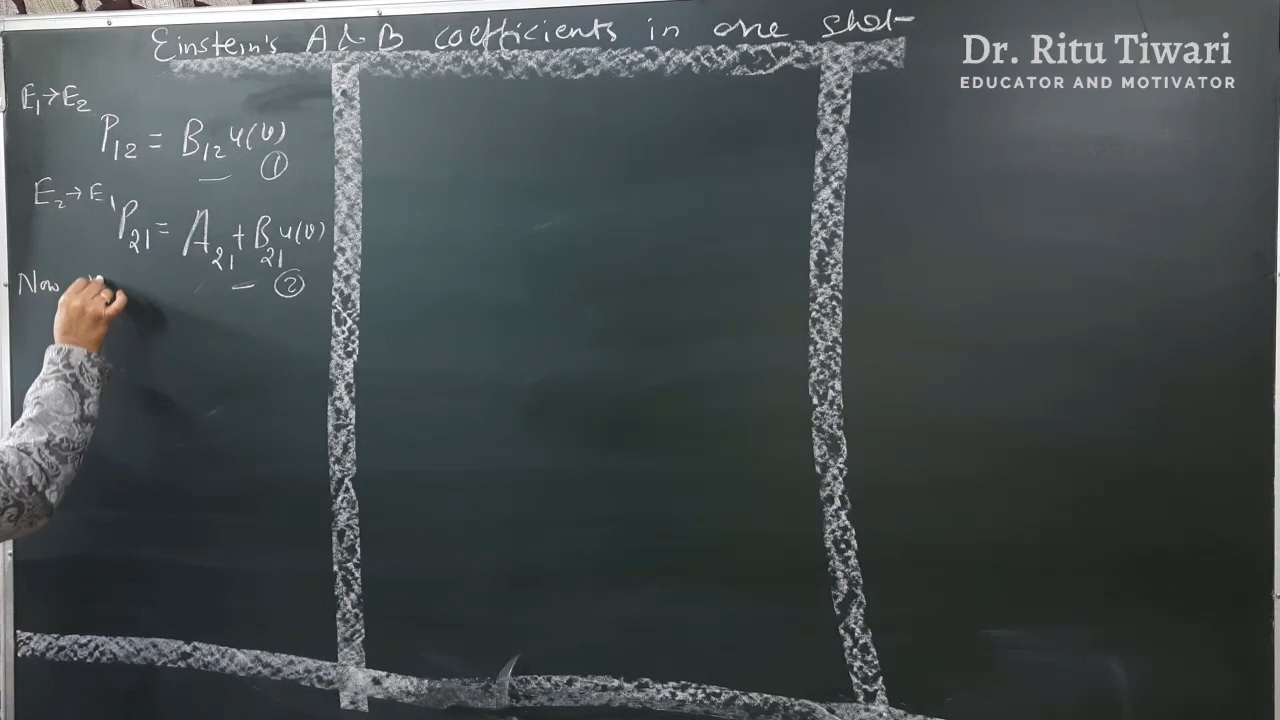 Einstein's A & B coefficients in one shot
Dr. Ritu Tiwari
EDUCATOR AND MOTIVATOR
E₁→E₂
P₁₂ = B₁₂ u(ν)
— ①
E₂→E₁
P₂₁ = A₂₁ + B₂₁ u(ν)
— ②
Now